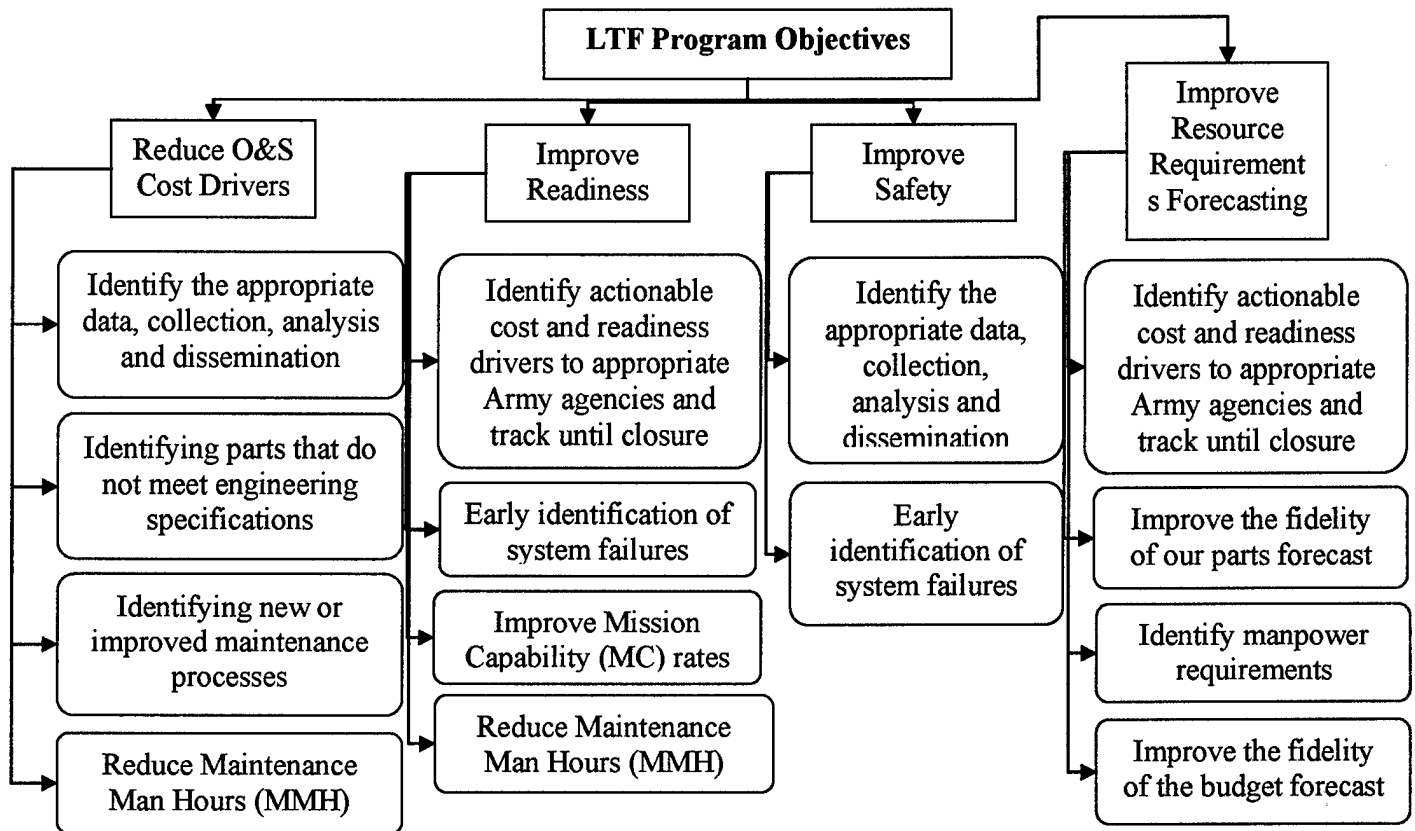 LTF Program Objectives
Reduce O&S
Cost Drivers
Identify the appropriate
data, collection, analysis
and dissemination
Identifying parts that do
not meet engineering
specifications
Identifying new or
improved maintenance
processes
Reduce Maintenance
Man Hours (MMH)
Improve
Readiness
Identify actionable
cost and readiness
drivers to appropriate
Army agencies and
track until closure
Early identification of
system failures
Improve Mission
Capability (MC) rates
Reduce Maintenance
Man Hours (MMH)
Improve
Safety
Identify the
appropriate data,
collection,
analysis and
dissemination
Early
identification of
system failures
Improve
Resource
Requirement
s Forecasting
Identify actionable
cost and readiness
drivers to appropriate
Army agencies and
track until closure
Improve the fidelity
of our parts forecast
Identify manpower
requirements
Improve the fidelity
of the budget forecast